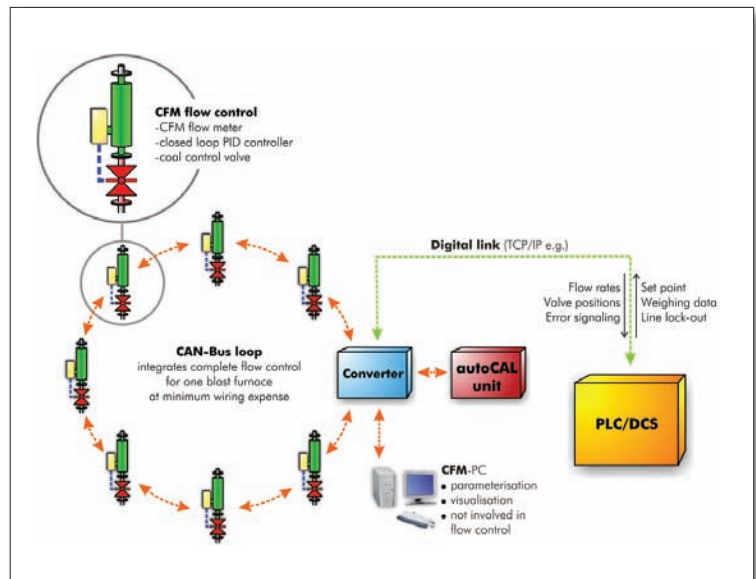 CFM flow control
-CFM flow meter
-closed loop PID controller
-coal control valve
Digital link (TCP/IP e.g.)
Flow rates
Valve positions
Error signaling
Set point
Weighing data
Line lock-out
CAN-Bus loop
integrates complete flow control
for one blast furnace
at minimum wiring expense
Converter
autoCAL
unit
PLC/DCS
CFM-PC
• parameterisation
• visualisation
• not involved in
flow control